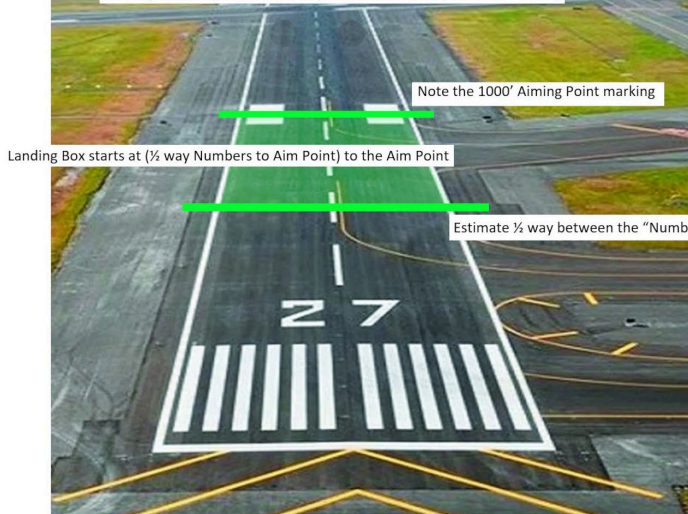 Note the 1000' Aiming Point marking
Landing Box starts at (½ way Numbers to Aim Point) to the Aim Point
Estimate ½ way between the "Numb
27